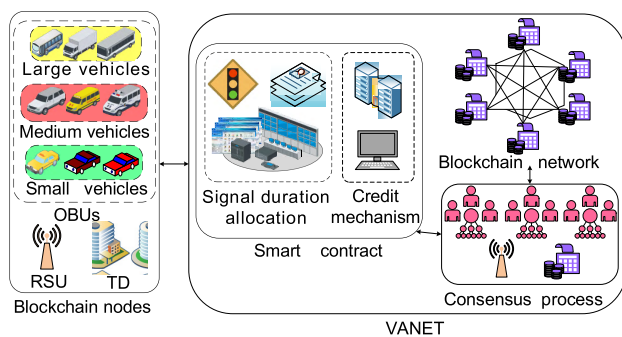 Large vehicles
Medium vehicles
Small vehicles
OBUs
RSU
TD
Blockchain nodes
Signal duration
allocation
Credit
mechanism
Smart contract
Blockchain network
Consensus process
VANET